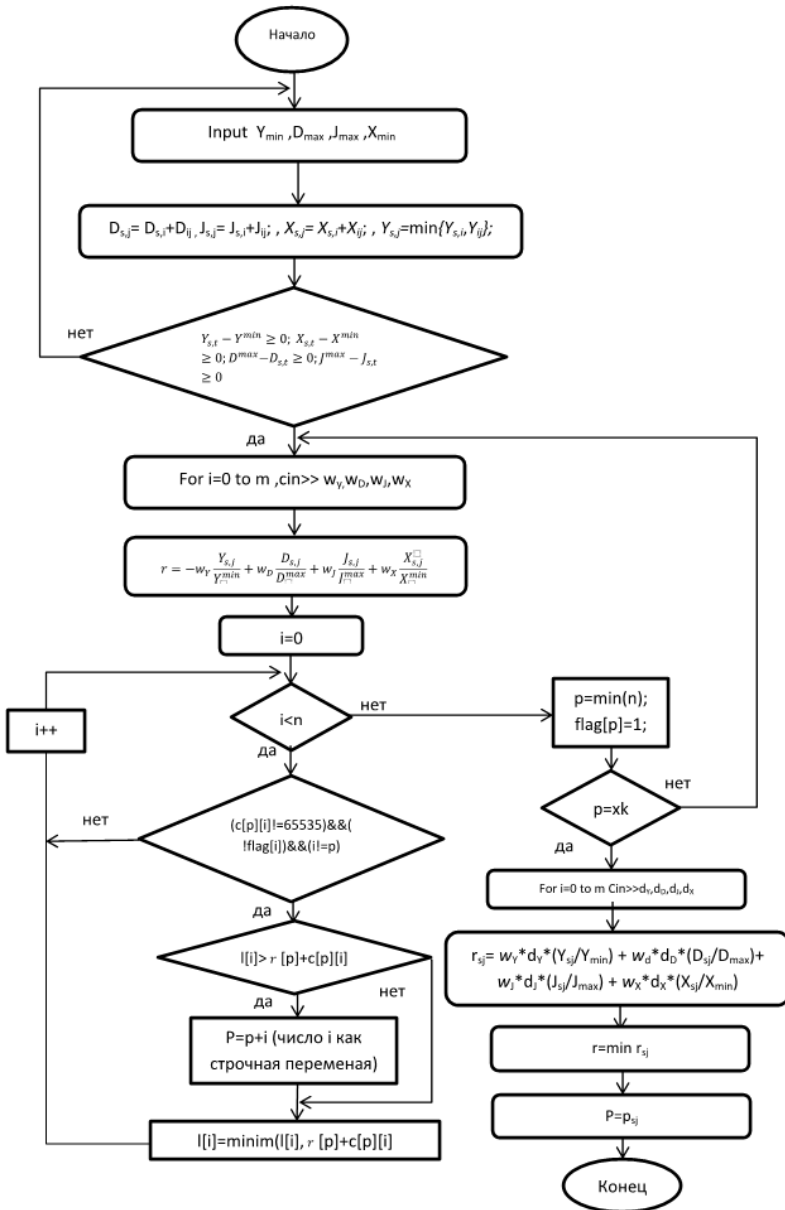 Начало
Input Y_min ,D_max ,J_max ,X_min
D_s,j= D_s,i+D_ij , J_s,j= J_s,i+J_ij; , X_s,j= X_s,i+X_ij; , Y_s,j=min{Y_s,i,Y_ij};
нет
Y_s,t − Y^min ≥ 0; X_s,t − X^min
≥ 0; D^max−D_s,t ≥ 0; J^max − J_s,t
≥ 0
да
For i=0 to m ,cin>> w_Y,w_D,w_J,w_X
r = −w_Y Y_s,j/Y_□^min + w_D D_s,j/D_□^max + w_J J_s,j/J_□^max + w_X X_s,j^□/X_□^min
i=0
i<n
нет
p=min(n);
flag[p]=1;
i++
да
нет
p=xk
(c[p][i]!=65535)&&(
!flag[i])&&(i!=p)
нет
да
For i=0 to m Cin>>d_Y,d_D,d_J,d_X
да
l[i]> r [p]+c[p][i]
нет
да
r_sj= w_Y*d_Y*(Y_sj/Y_min) + w_d*d_D*(D_sj/D_max)+
w_J*d_J*(J_sj/J_max) + w_X*d_X*(X_sj/X_min)
P=p+i (число i как
строчная переменая)
r=min r_sj
P=p_sj
l[i]=minim(l[i], r [p]+c[p][i]
Конец